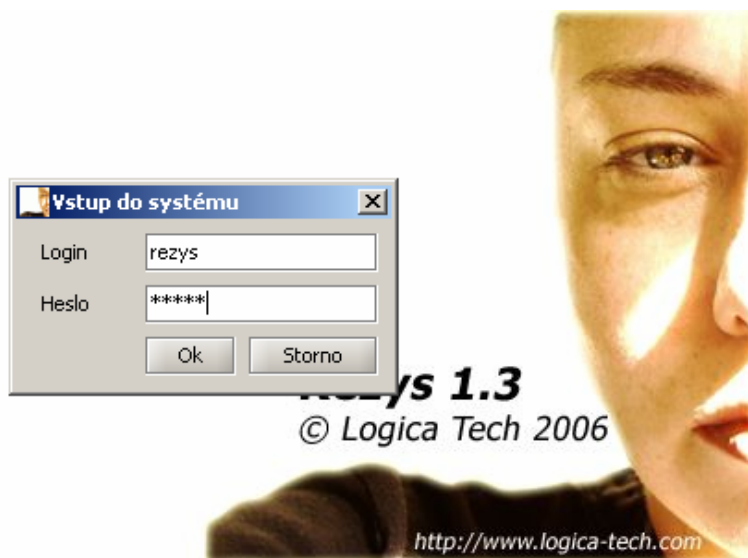 Vstup do systému
Login rezys
Heslo *****
Ok Storno
Rezys 1.3
© Logica Tech 2006
http://www.logica-tech.com